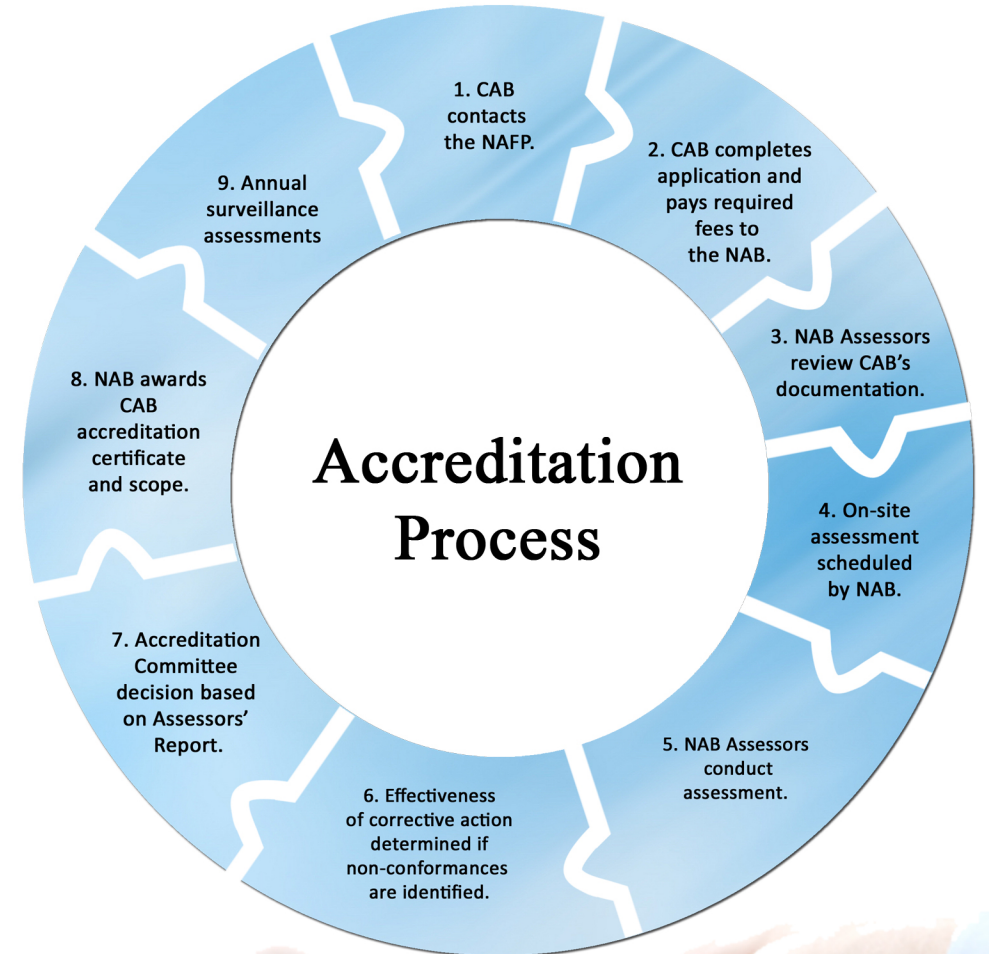 1. CAB
contacts
the NAFP.
2. CAB completes
application and
pays required
fees to
the NAB.
3. NAB Assessors
review CAB’s
documentation.
4. On-site
assessment
scheduled
by NAB.
5. NAB Assessors
conduct
assessment.
6. Effectiveness
of corrective action
determined if
non-conformances
are identified.
7. Accreditation
Committee
decision based
on Assessors’
Report.
8. NAB awards
CAB
accreditation
certificate
and scope.
9. Annual
surveillance
assessments
Accreditation
Process